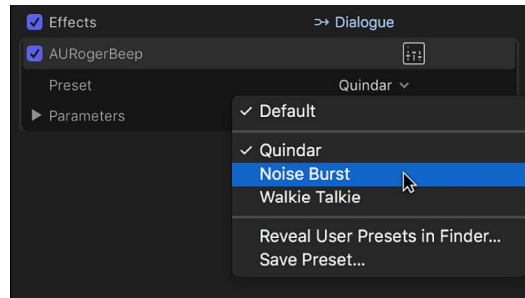 Effects Dialogue
AURogerBeep
Preset Quindar
Parameters
Default
Quindar
Noise Burst
Walkie Talkie
Reveal User Presets in Finder...
Save Preset...